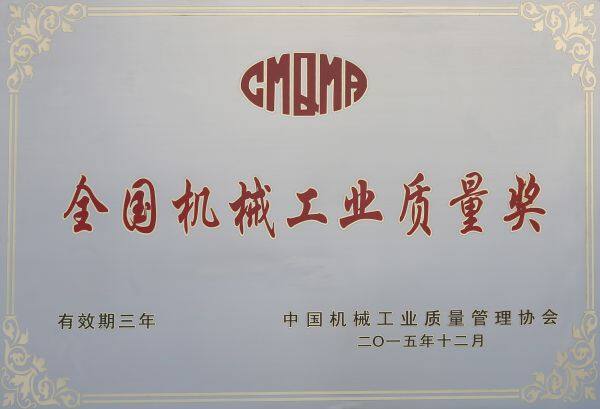 CMQMA
全国机械工业质量奖
有效期三年
中国机械工业质量管理协会
二〇一五年十二月